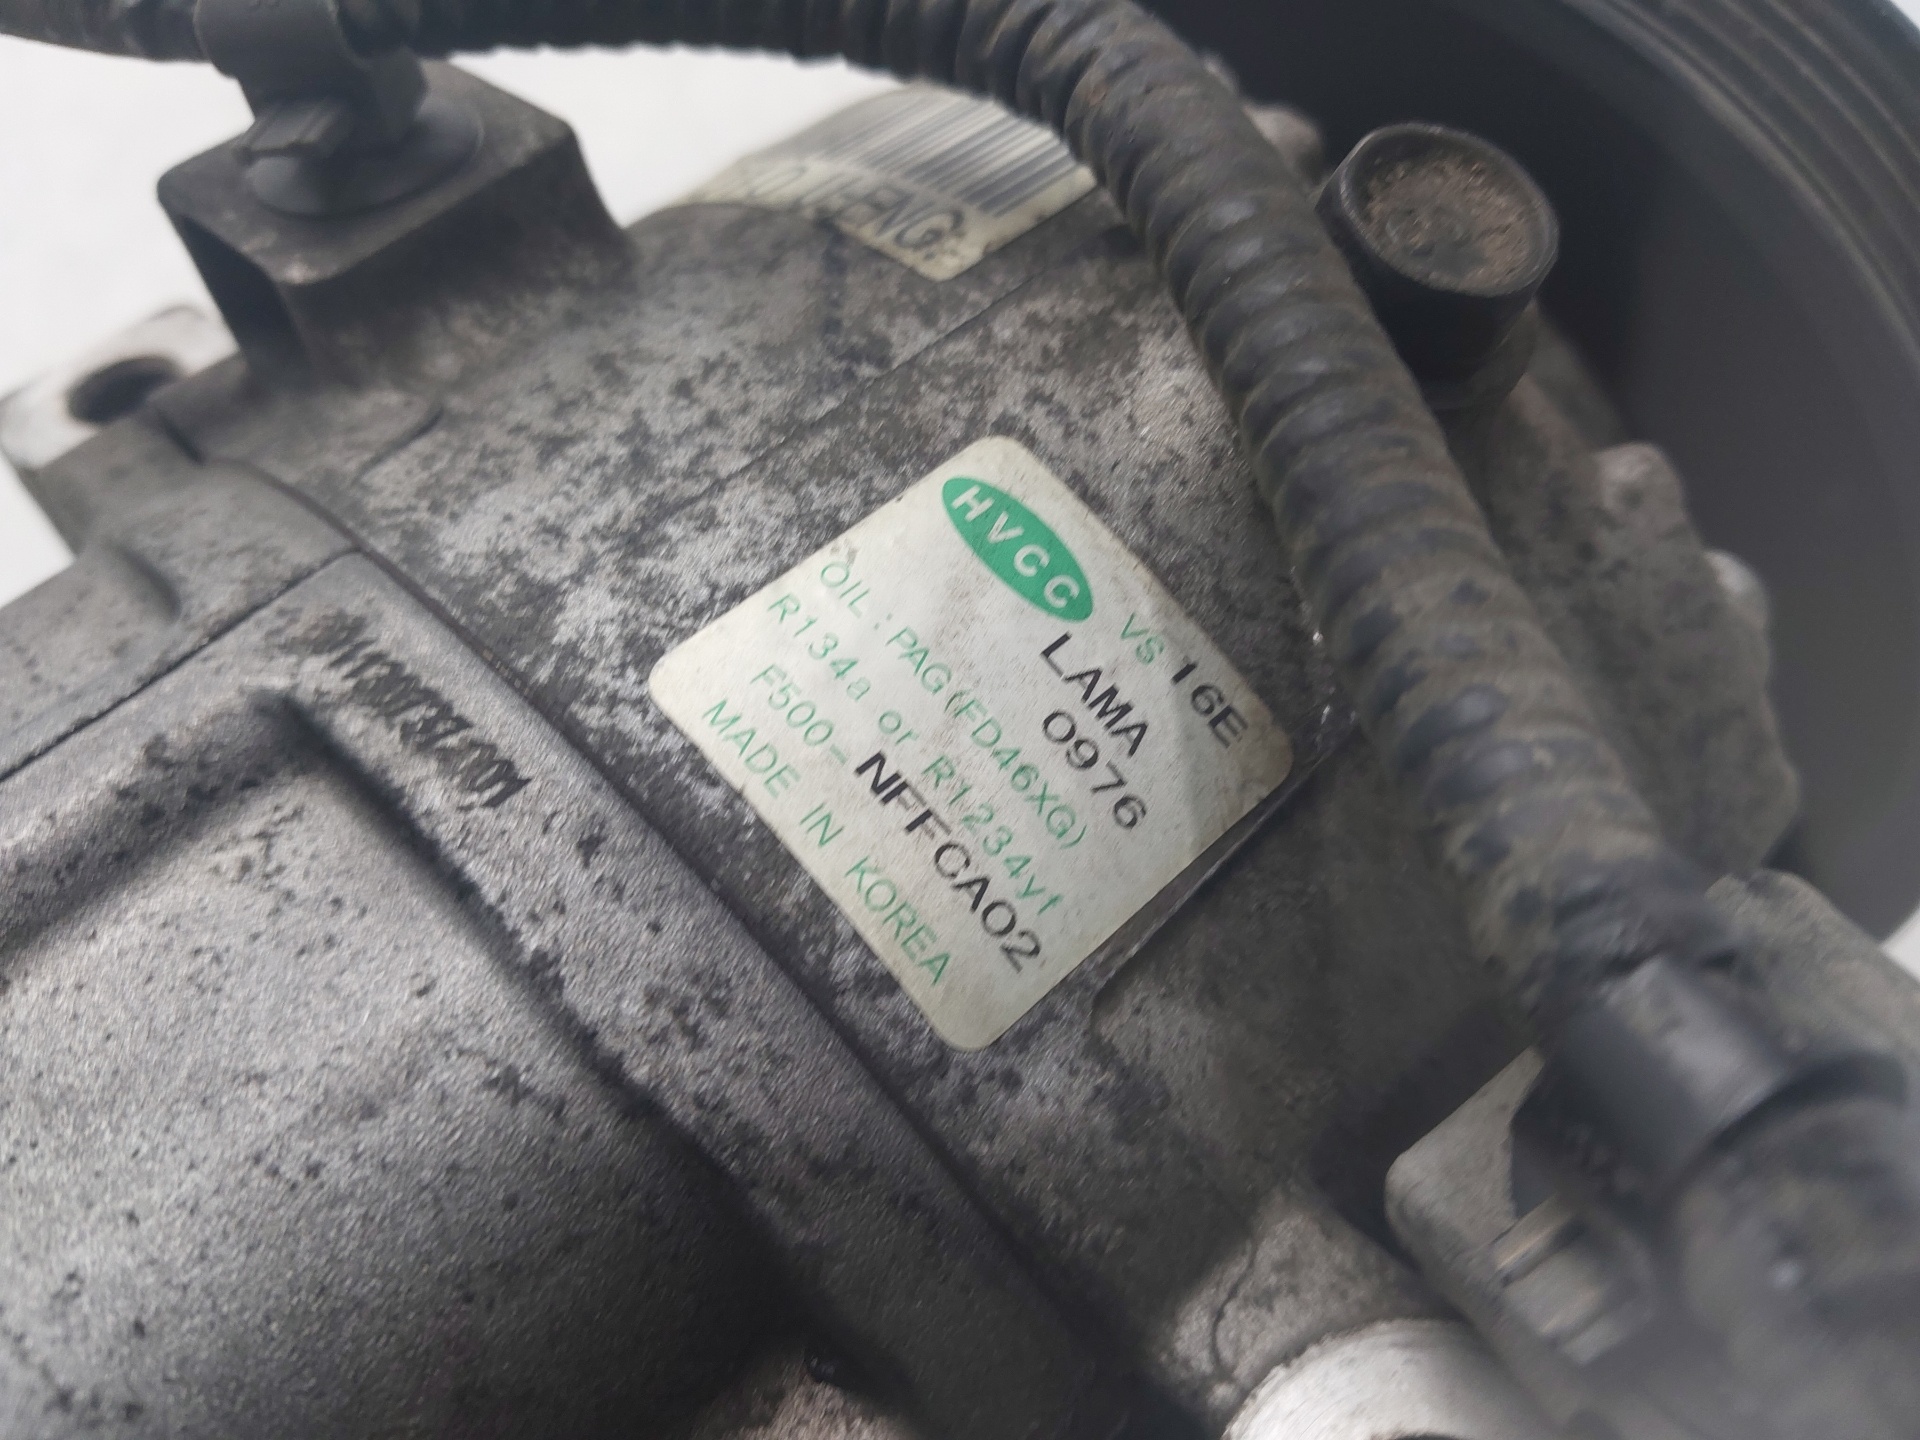 HVCC VS 16E
LAMA
0976
OIL : PAG(FD46XG)
R134a or R1234yf
F500-NFFCA02
MADE IN KOREA